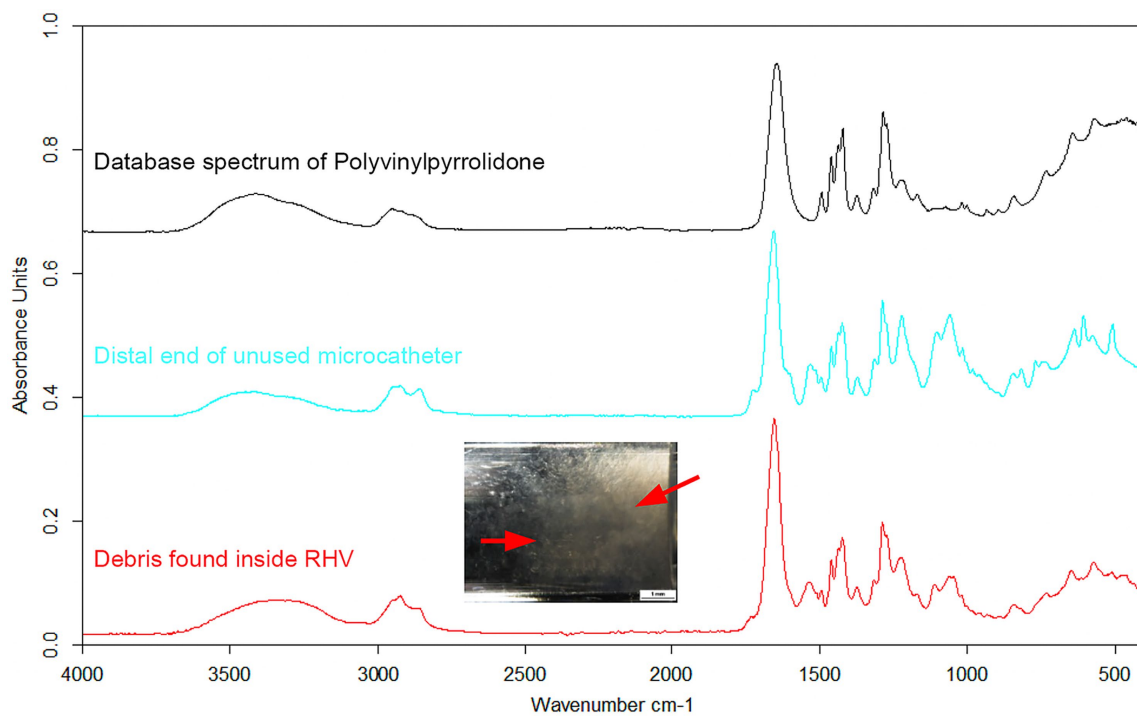 1.0
0.8
Database spectrum of Polyvinylpyrrolidone
0.6
Absorbance Units
Distal end of unused microcatheter
0.4
0.2
Debris found inside RHV
1 mm
0.0
4000 3500 3000 2500 2000 1500 1000 500
Wavenumber cm-1